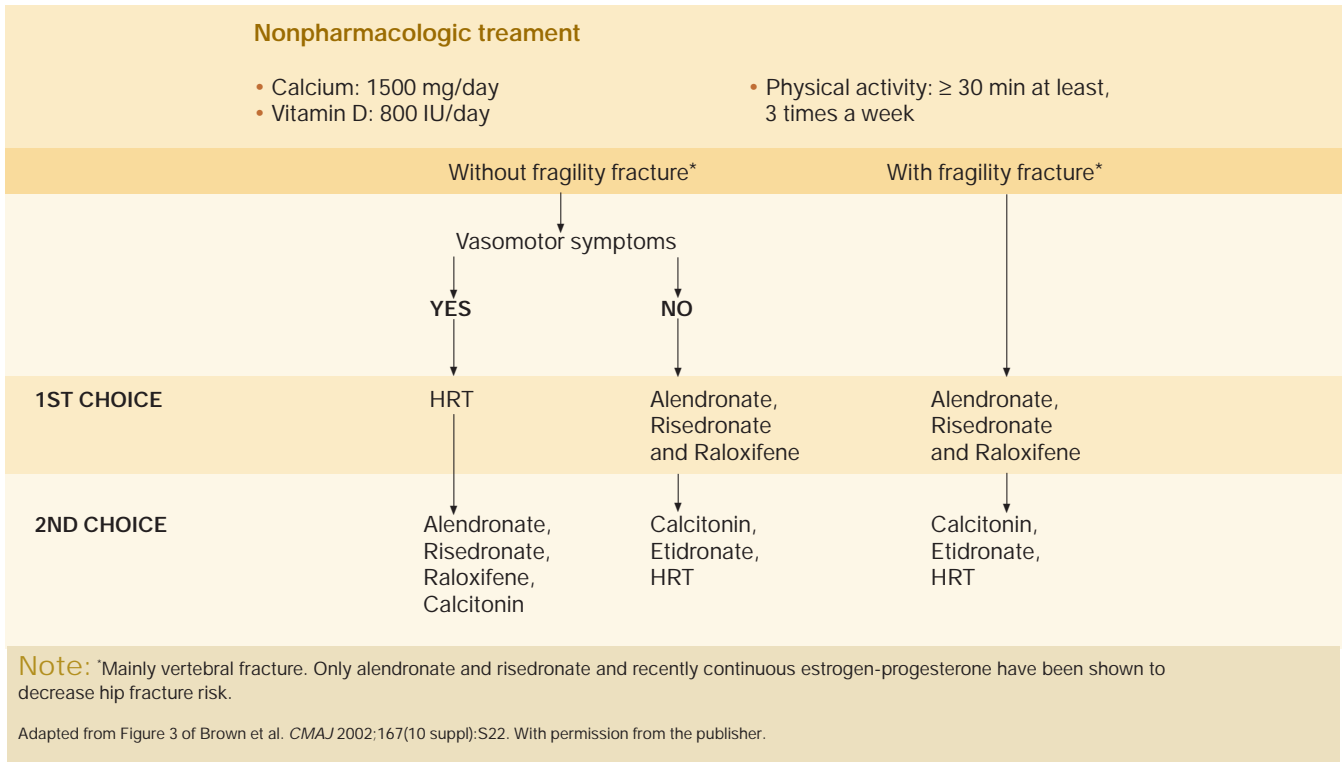 Nonpharmacologic treament
• Calcium: 1500 mg/day
• Vitamin D: 800 IU/day
• Physical activity: ≥ 30 min at least,
3 times a week
Without fragility fracture*
With fragility fracture*
Vasomotor symptoms
YES
NO
1ST CHOICE
HRT
Alendronate,
Risedronate
and Raloxifene
Alendronate,
Risedronate
and Raloxifene
2ND CHOICE
Alendronate,
Risedronate,
Raloxifene,
Calcitonin
Calcitonin,
Etidronate,
HRT
Calcitonin,
Etidronate,
HRT
Note: *Mainly vertebral fracture. Only alendronate and risedronate and recently continuous estrogen-progesterone have been shown to
decrease hip fracture risk.
Adapted from Figure 3 of Brown et al. CMAJ 2002;167(10 suppl):S22. With permission from the publisher.